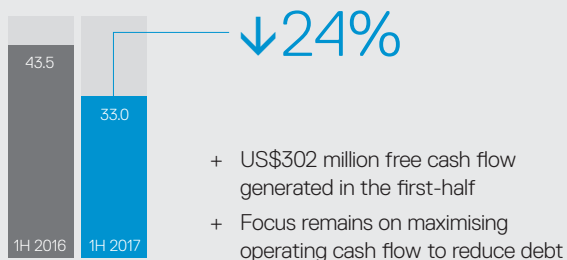 ↓24%
43.5
33.0
1H 2016
1H 2017
+ US$302 million free cash flow
generated in the first-half
+ Focus remains on maximising
operating cash flow to reduce debt